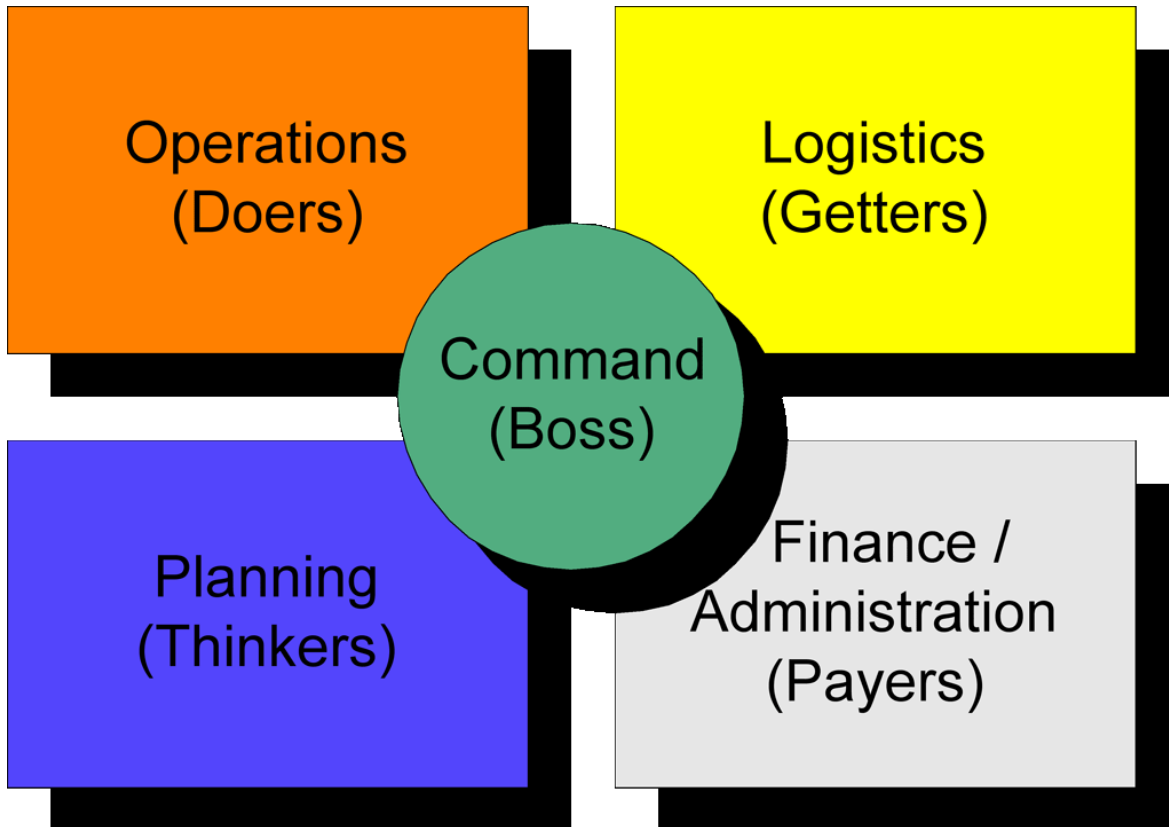 Operations
(Doers)
Logistics
(Getters)
Command
(Boss)
Planning
(Thinkers)
Finance /
Administration
(Payers)